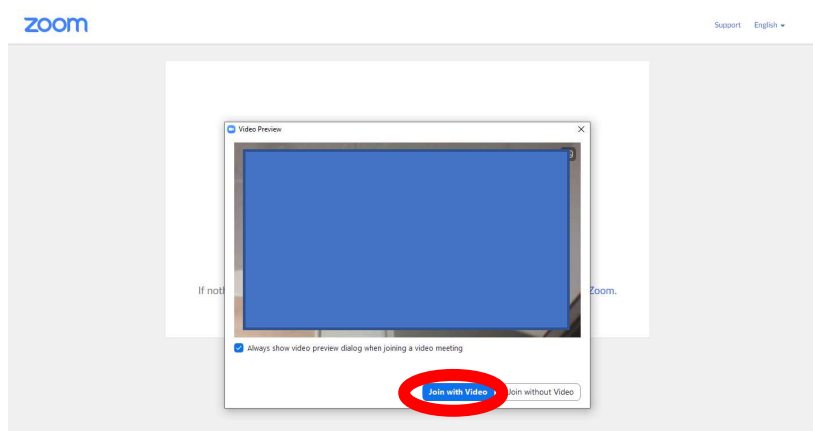 zoom
Support English
Video Preview
If noth
Zoom.
Always show video preview dialog when joining a video meeting
Join with Video
Join without Video